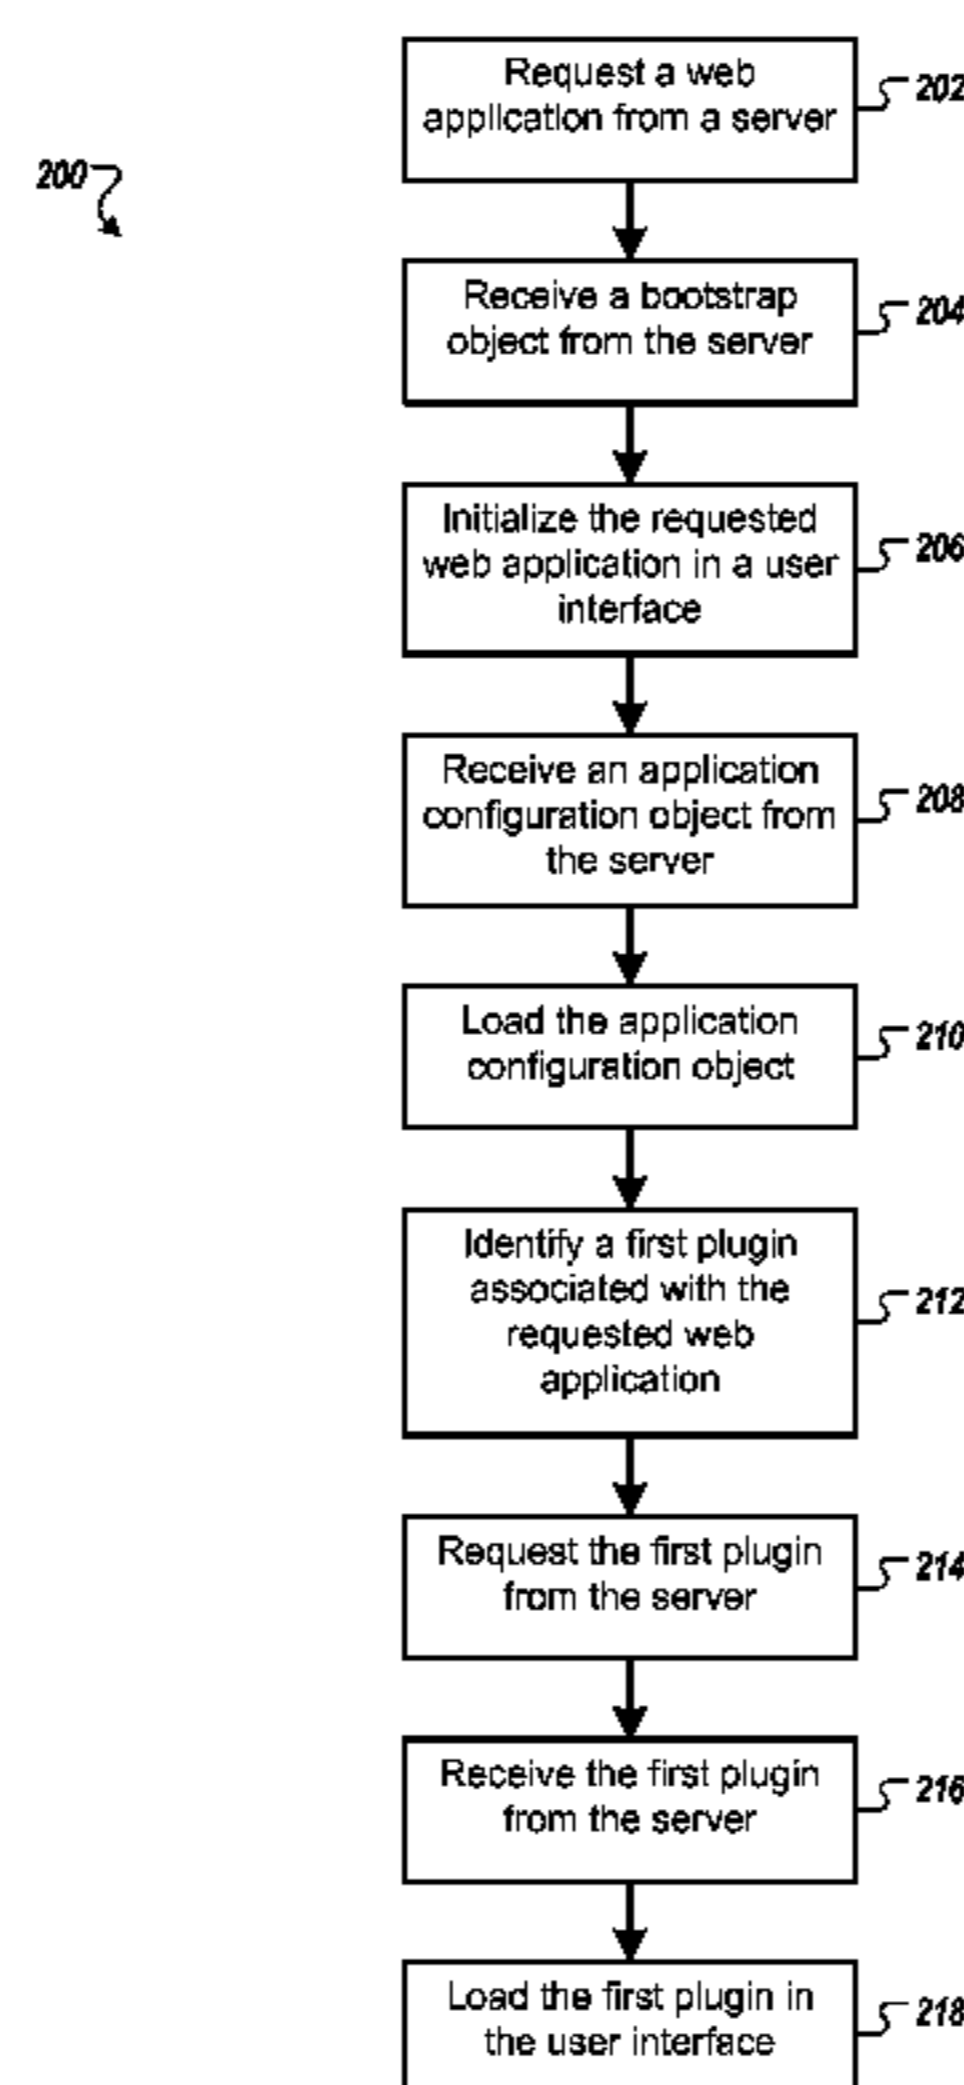 200
Request a web
application from a server
202
Receive a bootstrap
object from the server
204
Initialize the requested
web application in a user
interface
206
Receive an application
configuration object from
the server
208
Load the application
configuration object
210
Identify a first plugin
associated with the
requested web
application
212
Request the first plugin
from the server
214
Receive the first plugin
from the server
216
Load the first plugin in
the user interface
218